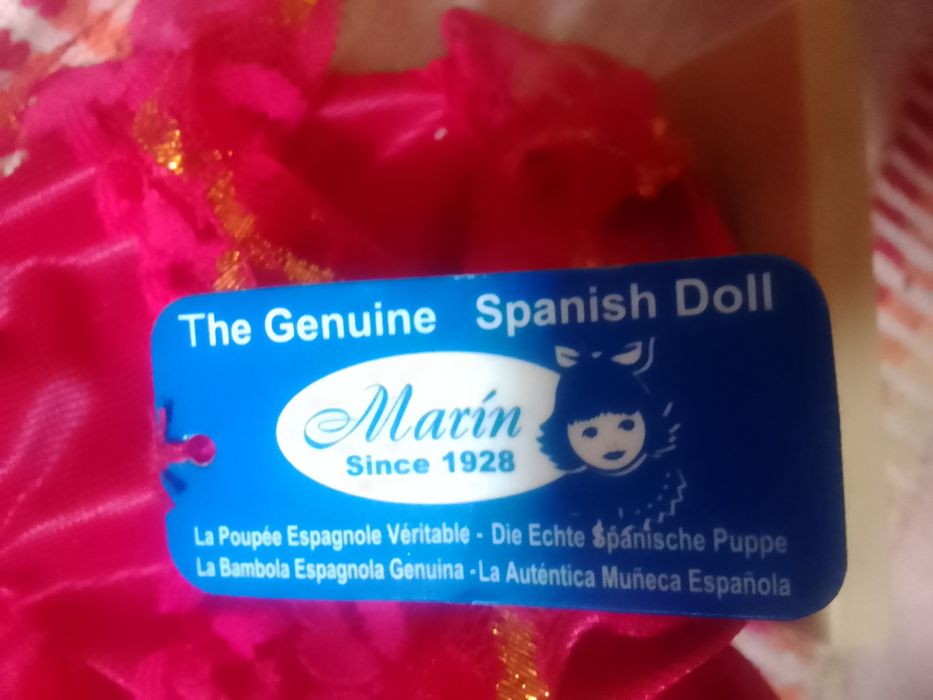 The Genuine Spanish Doll
Marín
Since 1928
La Poupée Espagnole Véritable - Die Echte Spánische Puppe
La Bambola Espagnola Genuina - La Auténtica Muñeca Española